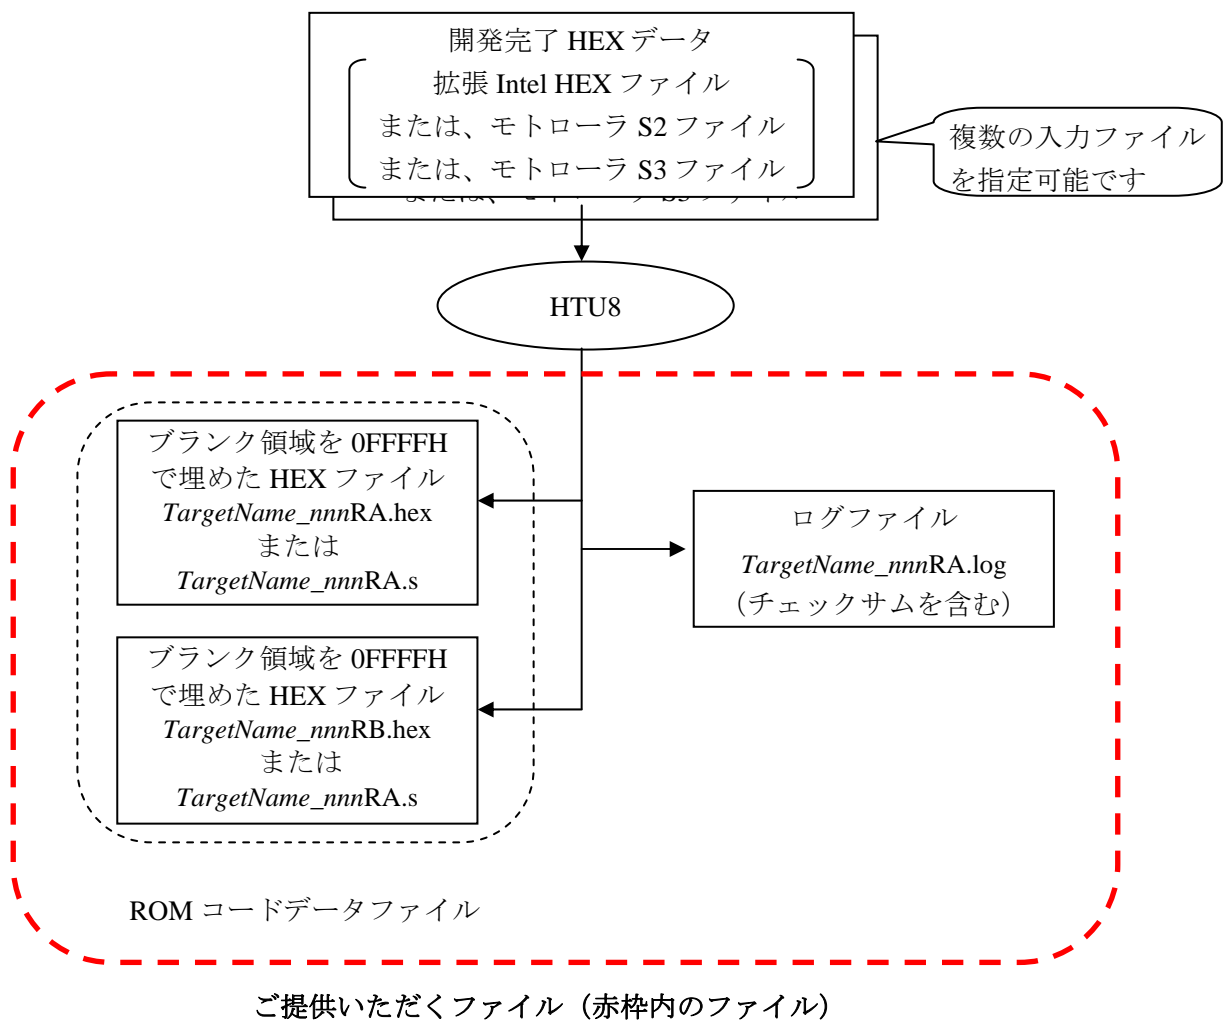 開発完了 HEX データ
拡張 Intel HEX ファイル
または、モトローラ S2 ファイル
または、モトローラ S3 ファイル
複数の入力ファイル
を指定可能です
HTU8
ブランク領域を 0FFFFH
で埋めた HEX ファイル
TargetName_nnnRA.hex
または
TargetName_nnnRA.s
ログファイル
TargetName_nnnRA.log
（チェックサムを含む）
ブランク領域を 0FFFFH
で埋めた HEX ファイル
TargetName_nnnRB.hex
または
TargetName_nnnRA.s
ROM コードデータファイル
ご提供いただくファイル（赤枠内のファイル）